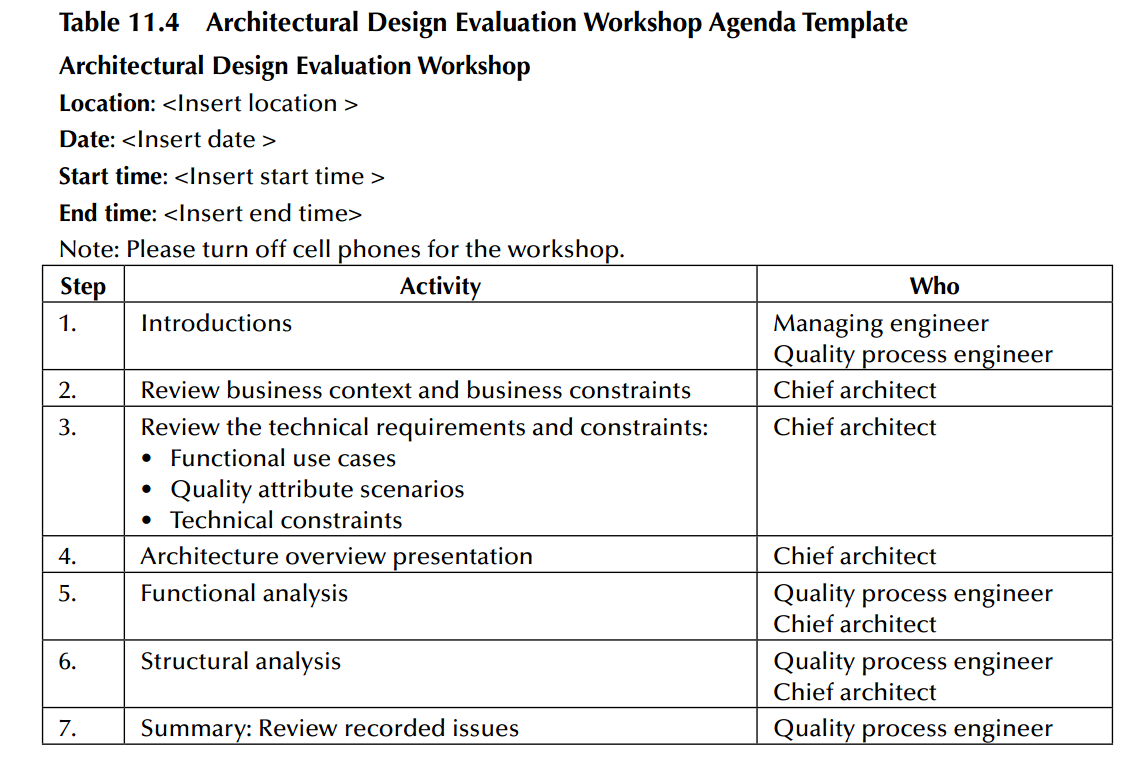 Table 11.4 Architectural Design Evaluation Workshop Agenda Template
Architectural Design Evaluation Workshop
Location: <Insert location >
Date: <Insert date >
Start time: <Insert start time >
End time: <Insert end time>
Note: Please turn off cell phones for the workshop.
Step Activity Who
1. Introductions Managing engineer
Quality process engineer
2. Review business context and business constraints Chief architect
3. Review the technical requirements and constraints: Chief architect
• Functional use cases
• Quality attribute scenarios
• Technical constraints
4. Architecture overview presentation Chief architect
5. Functional analysis Quality process engineer
Chief architect
6. Structural analysis Quality process engineer
Chief architect
7. Summary: Review recorded issues Quality process engineer